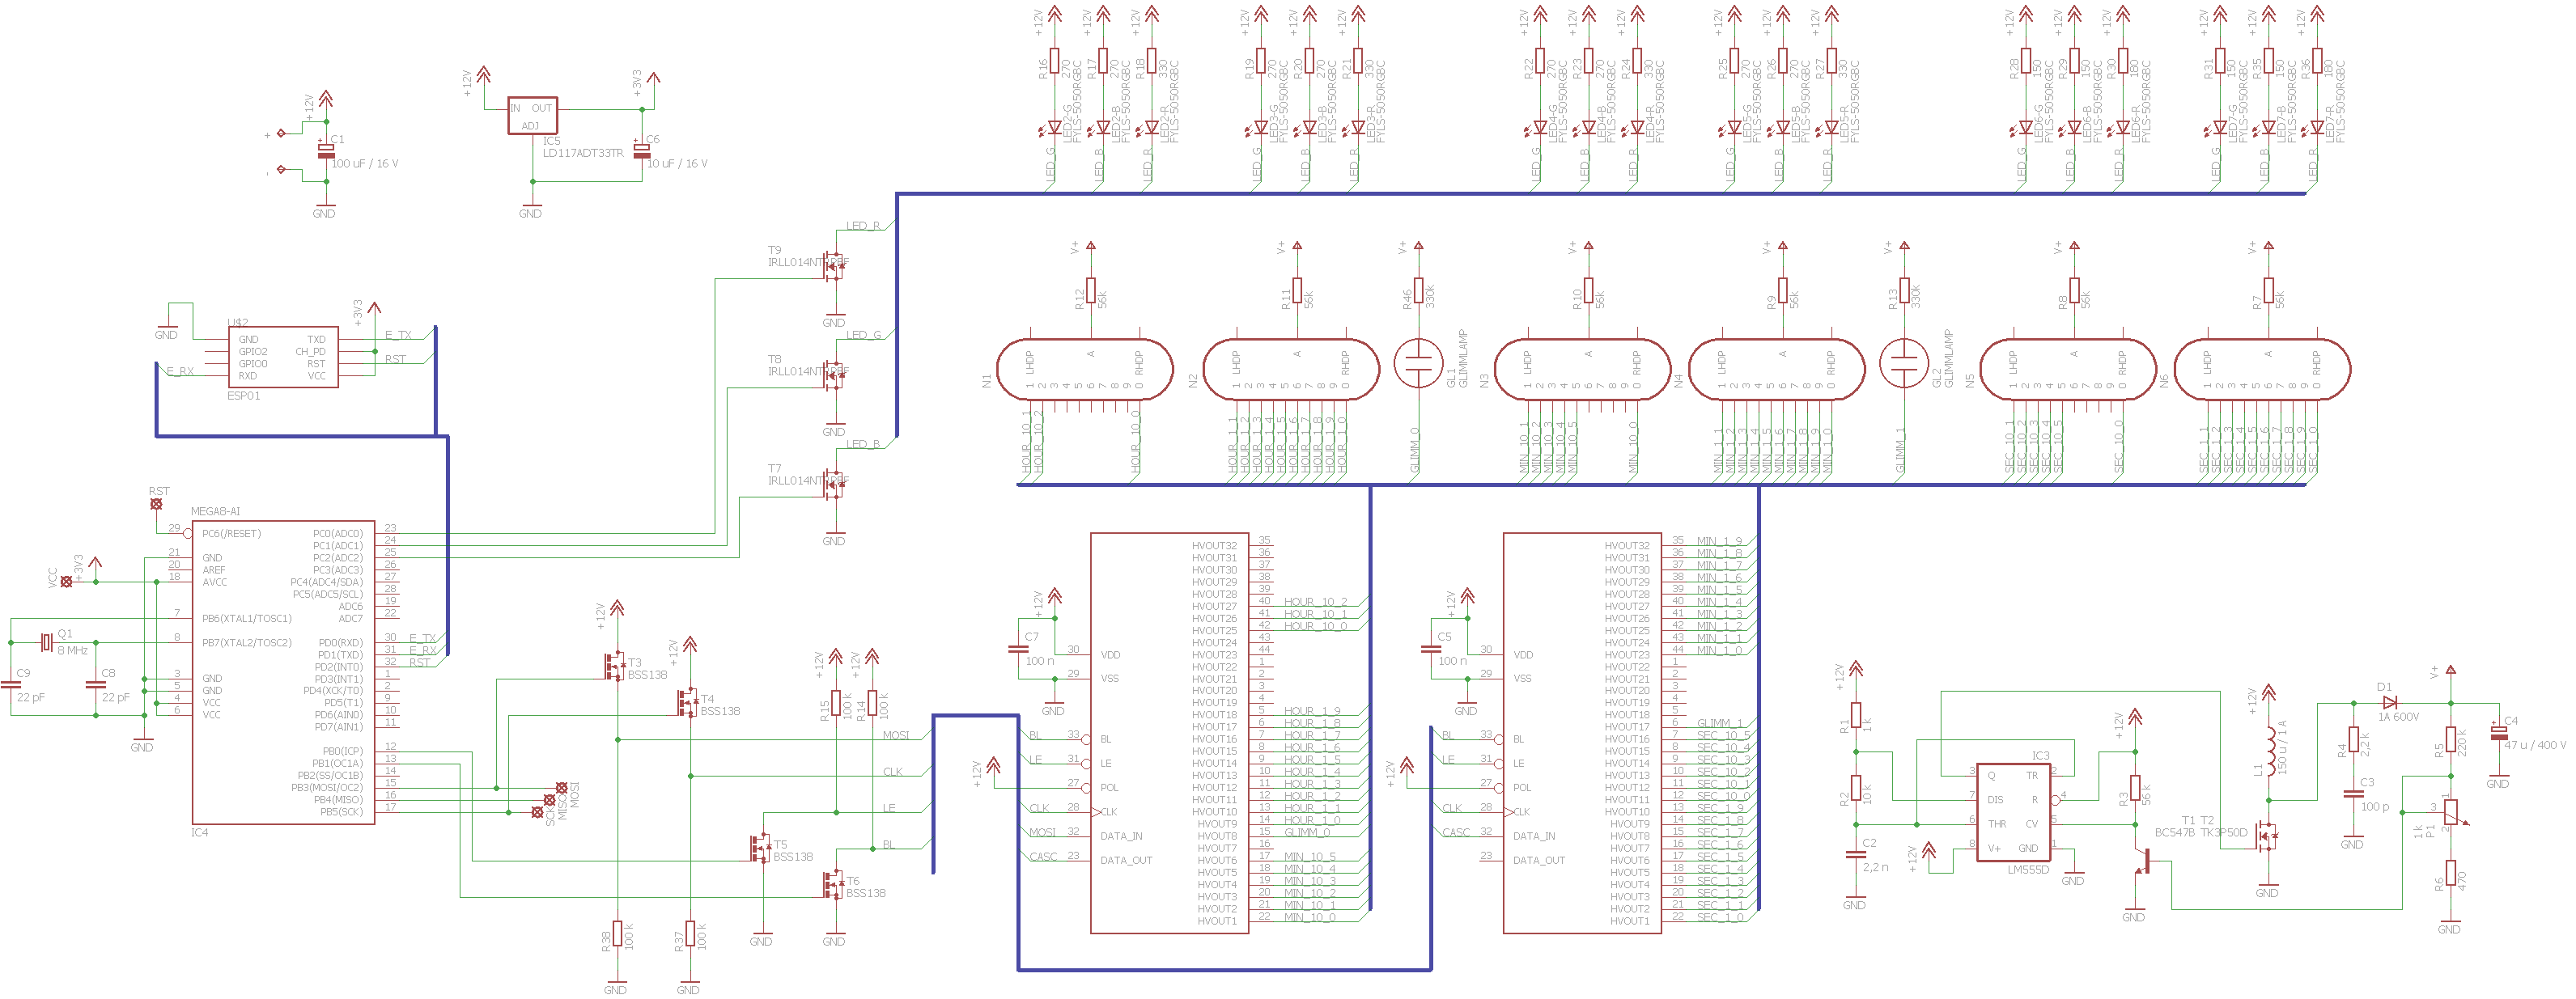 +12V
C1
100 uF / 16 V
GND
+12V
IN OUT
ADJ
IC5
LD117ADT33TR
+3V3
C6
10 uF / 16 V
GND
+12V +12V +12V
R16 270 R17 270 R18 330
LED2-G FYLS-5050RGBC LED2-B FYLS-5050RGBC LED2-R FYLS-5050RGBC
LED_G LED_B LED_R
+12V +12V +12V
R19 270 R20 270 R21 330
LED3-G FYLS-5050RGBC LED3-B FYLS-5050RGBC LED3-R FYLS-5050RGBC
LED_G LED_B LED_R
+12V +12V +12V
R22 270 R23 270 R24 330
LED4-G FYLS-5050RGBC LED4-B FYLS-5050RGBC LED4-R FYLS-5050RGBC
LED_G LED_B LED_R
+12V +12V +12V
R25 270 R26 270 R27 330
LED5-G FYLS-5050RGBC LED5-B FYLS-5050RGBC LED5-R FYLS-5050RGBC
LED_G LED_B LED_R
+12V +12V +12V
R28 150 R29 150 R30 180
LED6-G FYLS-5050RGBC LED6-B FYLS-5050RGBC LED6-R FYLS-5050RGBC
LED_G LED_B LED_R
+12V +12V +12V
R31 150 R35 150 R36 180
LED7-G FYLS-5050RGBC LED7-B FYLS-5050RGBC LED7-R FYLS-5050RGBC
LED_G LED_B LED_R
T9
LED_R
GND
T8
LED_G
GND
T7
LED_B
GND
GND
+3V3
GND TXD E_TX
GPIO2 CH_PD
GPIO0 RST RST
E_RX RXD VCC
ESP01
V+ R12 56k
N1 LHDP A RHDP
1 2 3 4 5 6 7 8 9 0
HOUR_10_1 HOUR_10_2 HOUR_10_0
V+ R11 56k
N2 LHDP A RHDP
1 2 3 4 5 6 7 8 9 0
HOUR_1_1 HOUR_1_2 HOUR_1_3 HOUR_1_4 HOUR_1_5 HOUR_1_6 HOUR_1_7 HOUR_1_8 HOUR_1_9 HOUR_1_0
V+ R46 330k
GL1 GLIMMLAMP
GLIMM_0
V+ R10 56k
N3 LHDP A RHDP
1 2 3 4 5 6 7 8 9 0
MIN_10_1 MIN_10_2 MIN_10_3 MIN_10_4 MIN_10_5 MIN_10_0
V+ R9 56k
N4 LHDP A RHDP
1 2 3 4 5 6 7 8 9 0
MIN_1_1 MIN_1_2 MIN_1_3 MIN_1_4 MIN_1_5 MIN_1_6 MIN_1_7 MIN_1_8 MIN_1_9 MIN_1_0
V+ R13 330k
GL2 GLIMMLAMP
GLIMM_1
V+ R8 56k
N5 LHDP A RHDP
1 2 3 4 5 6 7 8 9 0
SEC_10_1 SEC_10_2 SEC_10_3 SEC_10_4 SEC_10_5 SEC_10_0
V+ R7 56k
N6 LHDP A RHDP
1 2 3 4 5 6 7 8 9 0
SEC_1_1 SEC_1_2 SEC_1_3 SEC_1_4 SEC_1_5 SEC_1_6 SEC_1_7 SEC_1_8 SEC_1_9 SEC_1_0
RST
MEGA8-AI
29 PC6(/RESET) PC0(ADC0) 23
PC1(ADC1) 24
21 GND PC2(ADC2) 25
20 AREF PC3(ADC3) 26
VCC +3V3 18 AVCC PC4(ADC4/SDA) 27
PC5(ADC5/SCL) 28
ADC6 19
7 PB6(XTAL1/TOSC1) ADC7 22
Q1
8 MHz
8 PB7(XTAL2/TOSC2) PD0(RXD) 30 E_TX
PD1(TXD) 31 E_RX
PD2(INT0) 32 RST
C9
22 pF
C8
22 pF
3 GND PD3(INT1) 1
5 GND PD4(XCK/T0) 2
4 VCC PD5(T1) 9
6 VCC PD6(AIN0) 10
PD7(AIN1) 11
GND
PB0(ICP) 12
PB1(OC1A) 13
PB2(SS/OC1B) 14
PB3(MOSI/OC2) 15
PB4(MISO) 16
PB5(SCK) 17
IC4
SCK MISO MOSI
+12V
T3
BSS138
+12V
T4
BSS138
+12V +12V
R15 100 k R14 100 k
MOSI
CLK
LE
BL
T5
BSS138
T6
BSS138
R38 100 k R37 100 k
GND GND
GND GND
+12V
C7
100 n
GND
+12V
30 VDD
29 VSS
BL 33 BL
LE 31 LE
27 POL
CLK 28 CLK
MOSI 32 DATA_IN
CASC 23 DATA_OUT
HVOUT32 35
HVOUT31 36
HVOUT30 37
HVOUT29 38
HVOUT28 39
HVOUT27 40 HOUR_10_2
HVOUT26 41 HOUR_10_1
HVOUT25 42 HOUR_10_0
HVOUT24 43
HVOUT23 44
HVOUT22 1
HVOUT21 2
HVOUT20 3
HVOUT19 4
HVOUT18 5 HOUR_1_9
HVOUT17 6 HOUR_1_8
HVOUT16 7 HOUR_1_7
HVOUT15 8 HOUR_1_6
HVOUT14 9 HOUR_1_5
HVOUT13 10 HOUR_1_4
HVOUT12 11 HOUR_1_3
HVOUT11 12 HOUR_1_2
HVOUT10 13 HOUR_1_1
HVOUT9 14 HOUR_1_0
HVOUT8 15 GLIMM_0
HVOUT7 16
HVOUT6 17 MIN_10_5
HVOUT5 18 MIN_10_4
HVOUT4 19 MIN_10_3
HVOUT3 20 MIN_10_2
HVOUT2 21 MIN_10_1
HVOUT1 22 MIN_10_0
+12V
C5
100 n
GND
+12V
30 VDD
29 VSS
BL 33 BL
LE 31 LE
27 POL
CLK 28 CLK
CASC 32 DATA_IN
23 DATA_OUT
HVOUT32 35 MIN_1_9
HVOUT31 36 MIN_1_8
HVOUT30 37 MIN_1_7
HVOUT29 38 MIN_1_6
HVOUT28 39 MIN_1_5
HVOUT27 40 MIN_1_4
HVOUT26 41 MIN_1_3
HVOUT25 42 MIN_1_2
HVOUT24 43 MIN_1_1
HVOUT23 44 MIN_1_0
HVOUT22 1
HVOUT21 2
HVOUT20 3
HVOUT19 4
HVOUT18 5
HVOUT17 6 GLIMM_1
HVOUT16 7 SEC_10_5
HVOUT15 8 SEC_10_4
HVOUT14 9 SEC_10_3
HVOUT13 10 SEC_10_2
HVOUT12 11 SEC_10_1
HVOUT11 12 SEC_10_0
HVOUT10 13 SEC_1_9
HVOUT9 14 SEC_1_8
HVOUT8 15 SEC_1_7
HVOUT7 16 SEC_1_6
HVOUT6 17 SEC_1_5
HVOUT5 18 SEC_1_4
HVOUT4 19 SEC_1_3
HVOUT3 20 SEC_1_2
HVOUT2 21 SEC_1_1
HVOUT1 22 SEC_1_0
+12V
R1 1k
R2 10k
C2
2,2 n
GND
+12V
IC3
3 Q TR 2
7 DIS R 4
6 THR CV 5
8 V+ GND 1
LM555D
GND
+12V
R3 56 k
T1 T2
BC547B TK3P50D
GND
+12V
L1 150 u / 1 A
GND
D1
1A 600V
R4 2,2 k
C3
100 p
GND
V+
R5 220 k
C4
47 u / 400 V
GND
1 3 2
P1 1 k
R6 470
GND